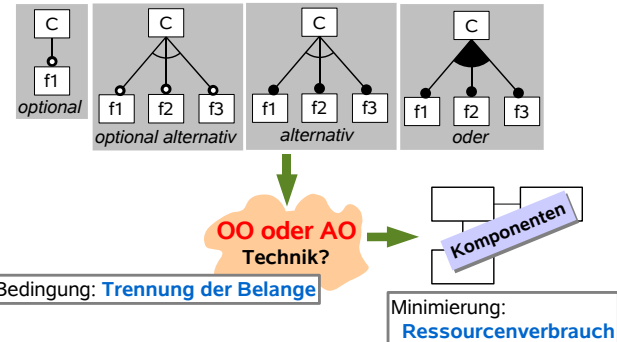 C
f1
optional
C
f1 f2 f3
optional alternativ
C
f1 f2 f3
alternativ
C
f1 f2 f3
oder
OO oder AO
Technik?
Komponenten
Bedingung: Trennung der Belange
Minimierung:
Ressourcenverbrauch